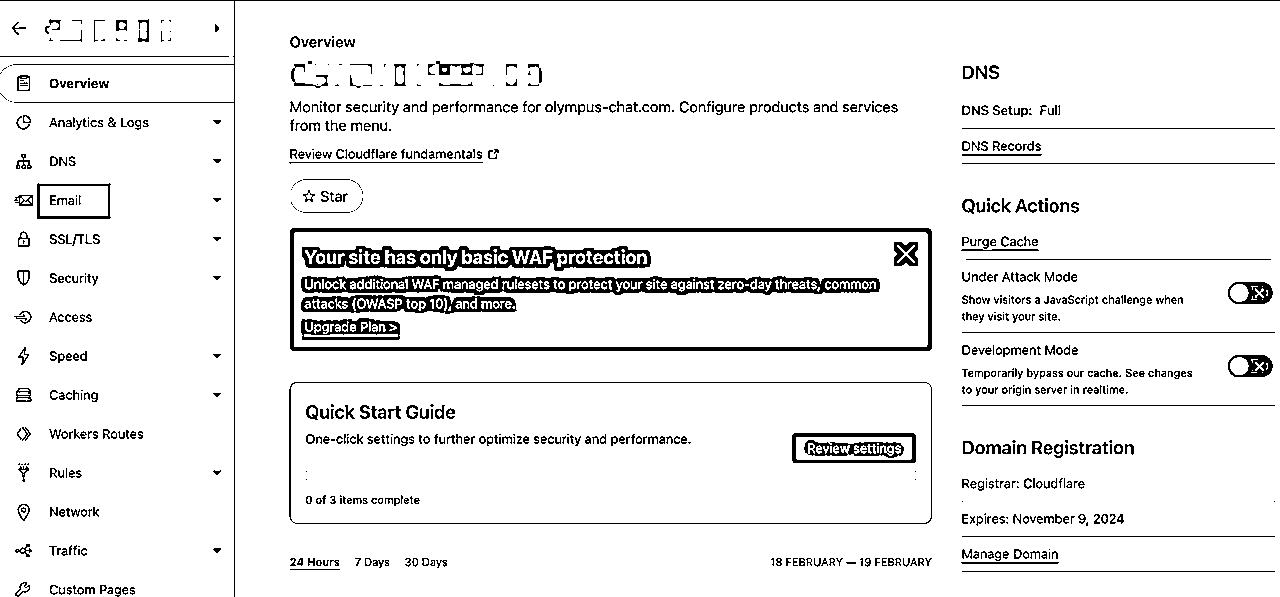 Overview
Analytics & Logs
DNS
Email
SSL/TLS
Security
Access
Speed
Caching
Workers Routes
Rules
Network
Traffic
Custom Pages
Overview
Monitor security and performance for olympus-chat.com. Configure products and services
from the menu.
Review Cloudflare fundamentals
Star
Your site has only basic WAF protection
Unlock additional WAF managed rulesets to protect your site against zero-day threats, common
attacks (OWASP top 10), and more.
Upgrade Plan >
Quick Start Guide
One-click settings to further optimize security and performance.
Review settings
0 of 3 items complete
24 Hours 7 Days 30 Days
18 FEBRUARY — 19 FEBRUARY
DNS
DNS Setup: Full
DNS Records
Quick Actions
Purge Cache
Under Attack Mode
Show visitors a JavaScript challenge when
they visit your site.
Development Mode
Temporarily bypass our cache. See changes
to your origin server in realtime.
Domain Registration
Registrar: Cloudflare
Expires: November 9, 2024
Manage Domain